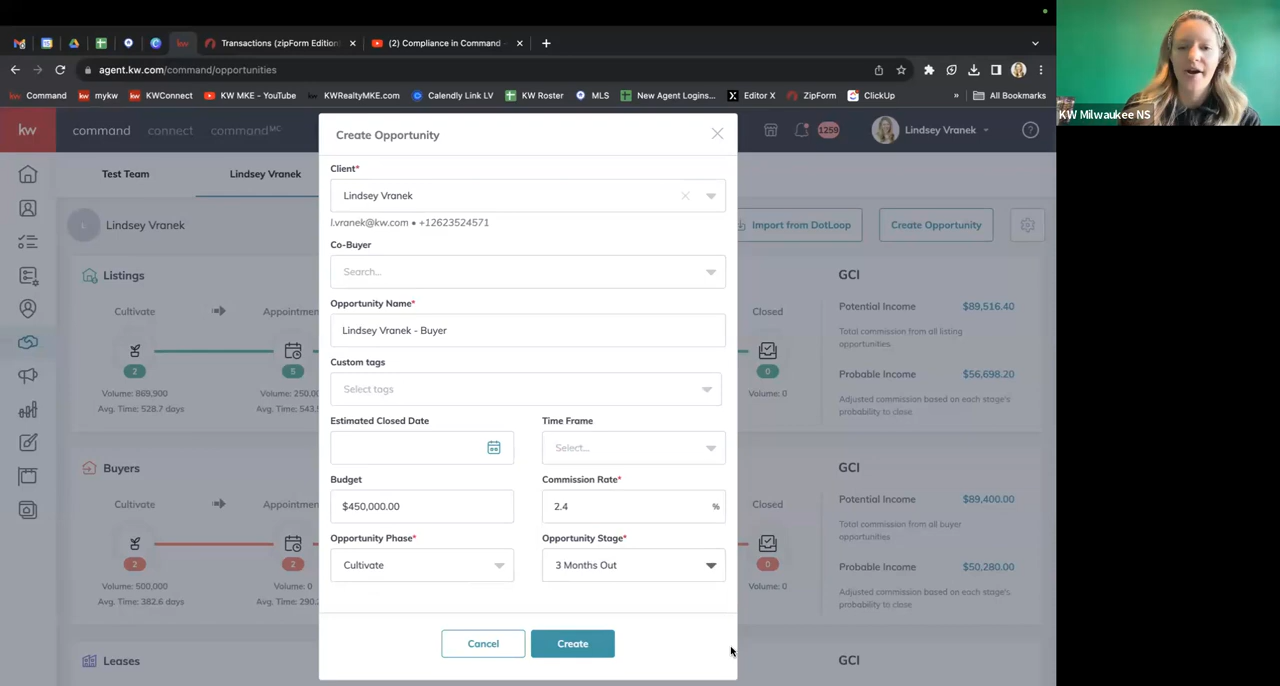 Transactions (zipForm Edition)
(2) Compliance in Command -
agent.kw.com/command/opportunities
Command
mykw
KWConnect
KW MKE - YouTube
KWRealtyMKE.com
Calendly Link LV
KW Roster
MLS
New Agent Logins...
Editor X
ZipForm
ClickUp
»
All Bookmarks
KW Milwaukee NS
kw
command
connect
command MC
1259
Lindsey Vranek
?
Test Team
Lindsey Vranek
L
Lindsey Vranek
Import from DotLoop
Create Opportunity
Create Opportunity
Client*
Lindsey Vranek
l.vranek@kw.com • +12623524571
Co-Buyer
Search...
Opportunity Name*
Lindsey Vranek - Buyer
Custom tags
Select tags
Estimated Closed Date
Time Frame
Select...
Budget
$450,000.00
Commission Rate*
2.4
%
Opportunity Phase*
Cultivate
Opportunity Stage*
3 Months Out
Cancel
Create
Listings
Cultivate
Appointmen
2
5
Volume: 869,900
Volume: 250,00
Avg. Time: 528.7 days
Avg. Time: 543.
Closed
0
Volume: 0
GCI
Potential Income
$89,516.40
Total commission from all listing
opportunities.
Probable Income
$56,698.20
Adjusted commission based on each stage's
probability to close
Buyers
Cultivate
Appointmen
2
2
Volume: 500,000
Volume: 0
Avg. Time: 382.6 days
Avg. Time: 290.
Closed
0
Volume: 0
GCI
Potential Income
$89,400.00
Total commission from all buyer
opportunities.
Probable Income
$50,280.00
Adjusted commission based on each stage's
probability to close
Leases
GCI